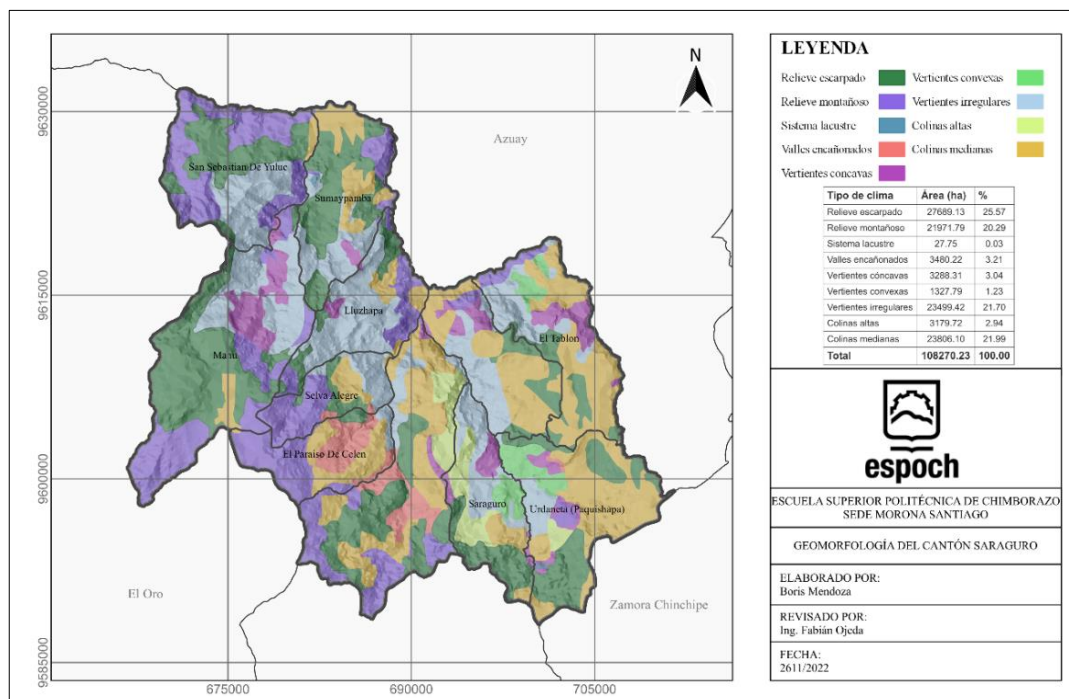 N
Azuay
El Oro
Zamora Chinchipe
San Sebastian De Yuluc
Sumaypamba
Lluzhapa
El Tablon
Manu
Selva Alegre
El Paraiso De Celen
Saraguro
Urdaneta (Paquishapa)
9630000
9615000
9600000
9585000
675000
690000
705000
LEYENDA
Relieve escarpado
Relieve montañoso
Sistema lacustre
Valles encañonados
Vertientes concavas
Vertientes convexas
Vertientes irregulares
Colinas altas
Colinas medianas
Tipo de clima Área (ha) %
Relieve escarpado 27689.13 25.57
Relieve montañoso 21971.79 20.29
Sistema lacustre 27.75 0.03
Valles encañonados 3480.22 3.21
Vertientes cóncavas 3288.31 3.04
Vertientes convexas 1327.79 1.23
Vertientes irregulares 23499.42 21.70
Colinas altas 3179.72 2.94
Colinas medianas 23806.10 21.99
Total 108270.23 100.00
espoch
ESCUELA SUPERIOR POLITÉCNICA DE CHIMBORAZO
SEDE MORONA SANTIAGO
GEOMORFOLOGÍA DEL CANTÓN SARAGURO
ELABORADO POR:
Boris Mendoza
REVISADO POR:
Ing. Fabián Ojeda
FECHA:
2611/2022